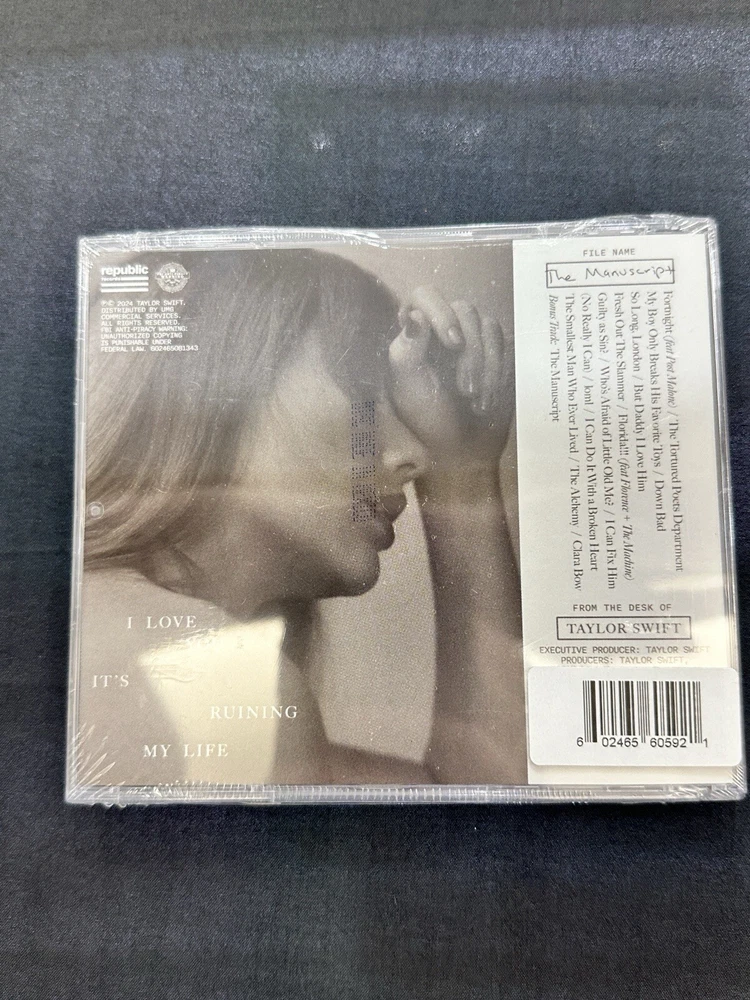 republic
P© 2024 TAYLOR SWIFT.
DISTRIBUTED BY UMG
COMMERCIAL SERVICES.
ALL RIGHTS RESERVED.
FBI ANTI-PIRACY WARNING:
UNAUTHORIZED COPYING
IS PUNISHABLE UNDER
FEDERAL LAW. 602465081343
I LOVE
IT'S
RUINING
MY LIFE
FILE NAME
The Manuscript
Fortnight (feat Post Malone) / The Tortured Poets Department
My Boy Only Breaks His Favorite Toys / Down Bad
So Long, London / But Daddy I Love Him
Fresh Out The Slammer / Florida!!! (feat Florence + The Machine)
Guilty as Sin? / Who's Afraid of Little Old Me? / I Can Fix Him
(No Really I Can) / loml / I Can Do It With a Broken Heart
The Smallest Man Who Ever Lived / The Alchemy / Clara Bow
Bonus Track: The Manuscript
FROM THE DESK OF
TAYLOR SWIFT
EXECUTIVE PRODUCER: TAYLOR SWIFT
PRODUCERS: TAYLOR SWIFT,
6 02465 60592 1